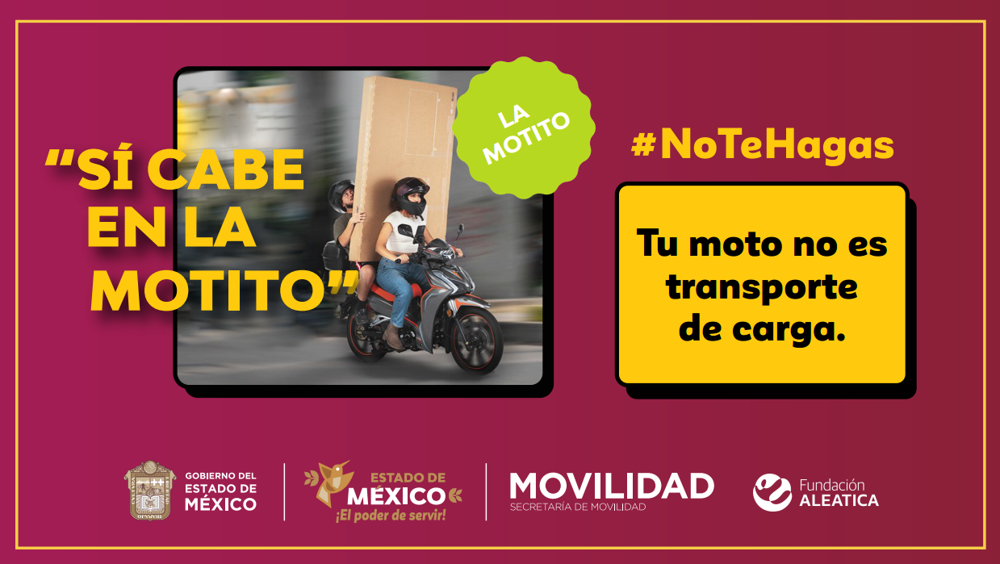 “SÍ CABE
EN LA
MOTITO”
LA
MOTITO
#NoTeHagas
Tu moto no es
transporte
de carga.
GOBIERNO DEL
ESTADO DE
MÉXICO
ESTADO DE
MÉXICO
¡El poder de servir!
MOVILIDAD
SECRETARÍA DE MOVILIDAD
Fundación
ALEATICA